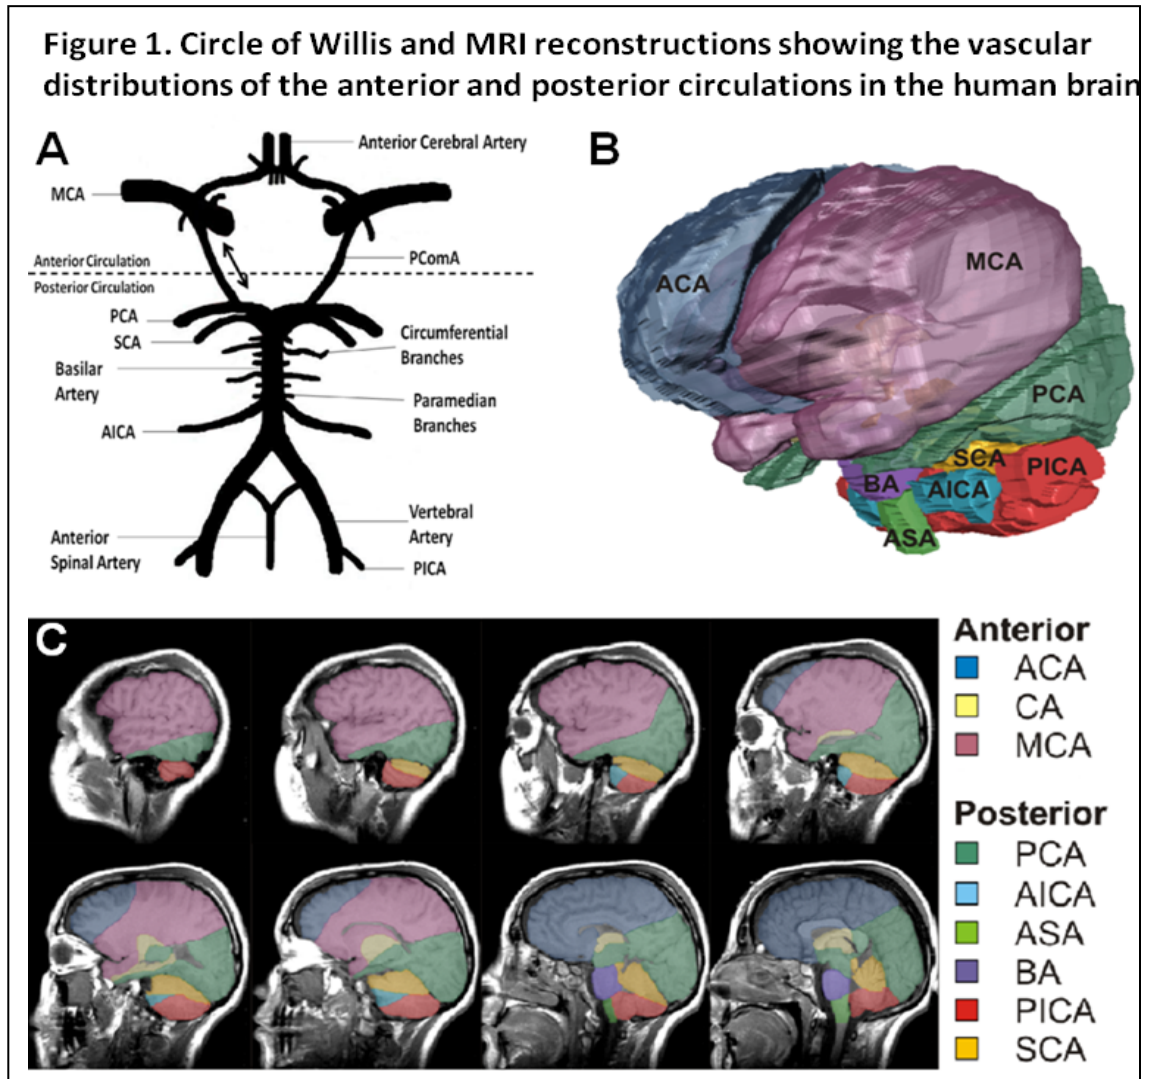 Figure 1. Circle of Willis and MRI reconstructions showing the vascular
distributions of the anterior and posterior circulations in the human brain
A
Anterior Cerebral Artery
MCA
Anterior Circulation
Posterior Circulation
PComA
PCA
SCA
Circumferential
Branches
Basilar
Artery
Paramedian
Branches
AICA
Vertebral
Artery
Anterior
Spinal Artery
PICA
B
ACA
MCA
PCA
SCA
PICA
BA
AICA
ASA
C
Anterior
ACA
CA
MCA
Posterior
PCA
AICA
ASA
BA
PICA
SCA